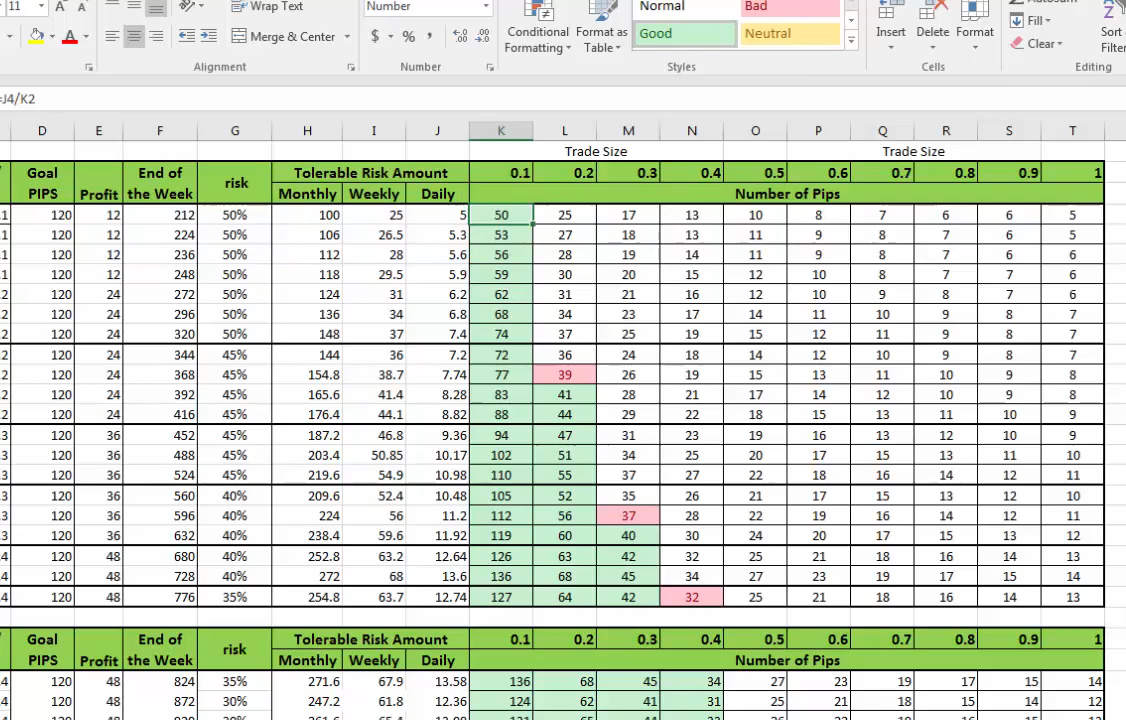 11
Wrap Text
Number
Normal
Bad
AutoSum
Merge & Center
$ % ,
Conditional Formatting
Format as Table
Good
Neutral
Insert
Delete
Format
Fill
Clear
Sort
Filter
Alignment
Number
Styles
Cells
Editing
=J4/K2
D E F G H I J K L M N O P Q R S T
Trade Size Trade Size
Goal PIPS Profit End of the Week risk Tolerable Risk Amount 0.1 0.2 0.3 0.4 0.5 0.6 0.7 0.8 0.9 1
Monthly Weekly Daily Number of Pips
.1 120 12 212 50% 100 25 5 50 25 17 13 10 8 7 6 6 5
.1 120 12 224 50% 106 26.5 5.3 53 27 18 13 11 9 8 7 6 5
.1 120 12 236 50% 112 28 5.6 56 28 19 14 11 9 8 7 6 6
.1 120 12 248 50% 118 29.5 5.9 59 30 20 15 12 10 8 7 7 6
.2 120 24 272 50% 124 31 6.2 62 31 21 16 12 10 9 8 7 6
.2 120 24 296 50% 136 34 6.8 68 34 23 17 14 11 10 9 8 7
.2 120 24 320 50% 148 37 7.4 74 37 25 19 15 12 11 9 8 7
.2 120 24 344 45% 144 36 7.2 72 36 24 18 14 12 10 9 8 7
.2 120 24 368 45% 154.8 38.7 7.74 77 39 26 19 15 13 11 10 9 8
.2 120 24 392 45% 165.6 41.4 8.28 83 41 28 21 17 14 12 10 9 8
.2 120 24 416 45% 176.4 44.1 8.82 88 44 29 22 18 15 13 11 10 9
.3 120 36 452 45% 187.2 46.8 9.36 94 47 31 23 19 16 13 12 10 9
.3 120 36 488 45% 203.4 50.85 10.17 102 51 34 25 20 17 15 13 11 10
.3 120 36 524 45% 219.6 54.9 10.98 110 55 37 27 22 18 16 14 12 11
.3 120 36 560 40% 209.6 52.4 10.48 105 52 35 26 21 17 15 13 12 10
.3 120 36 596 40% 224 56 11.2 112 56 37 28 22 19 16 14 12 11
.3 120 36 632 40% 238.4 59.6 11.92 119 60 40 30 24 20 17 15 13 12
.4 120 48 680 40% 252.8 63.2 12.64 126 63 42 32 25 21 18 16 14 13
.4 120 48 728 40% 272 68 13.6 136 68 45 34 27 23 19 17 15 14
.4 120 48 776 35% 254.8 63.7 12.74 127 64 42 32 25 21 18 16 14 13
Goal PIPS Profit End of the Week risk Tolerable Risk Amount 0.1 0.2 0.3 0.4 0.5 0.6 0.7 0.8 0.9 1
Monthly Weekly Daily Number of Pips
.4 120 48 824 35% 271.6 67.9 13.58 136 68 45 34 27 23 19 17 15 14
.4 120 48 872 30% 247.2 61.8 12.36 124 62 41 31 25 21 18 15 14 12